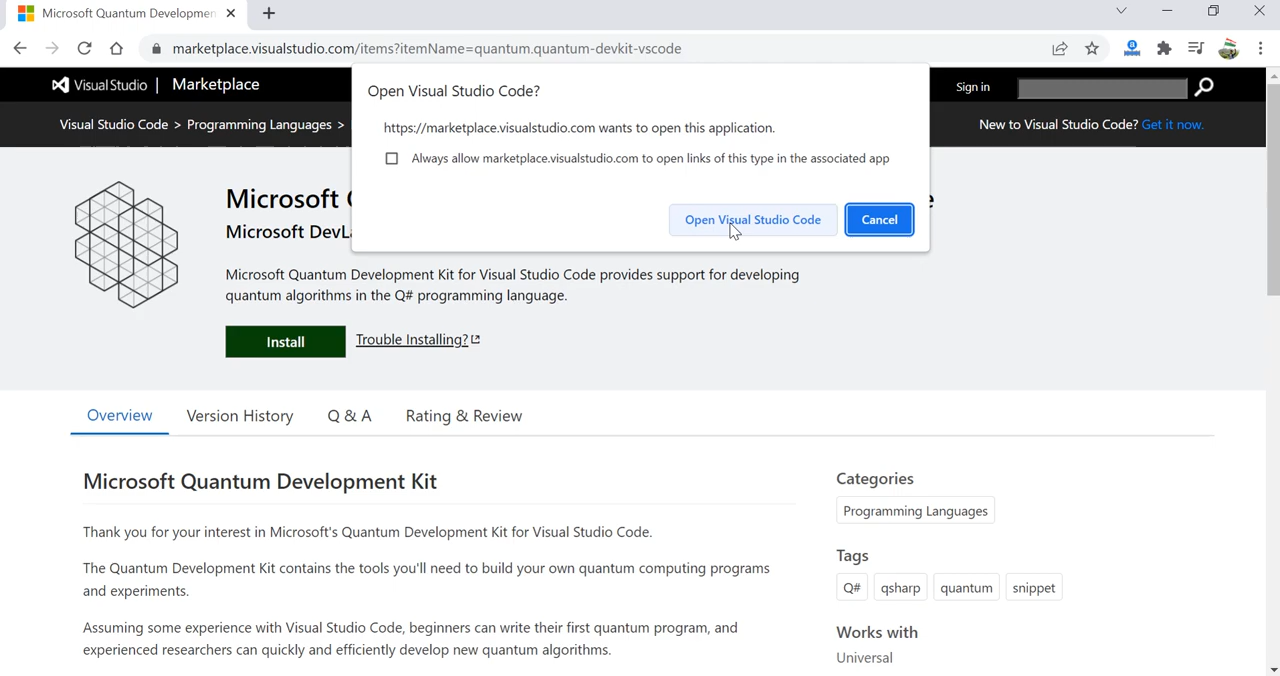 Microsoft Quantum Developmen
marketplace.visualstudio.com/items?itemName=quantum.quantum-devkit-vscode
Visual Studio | Marketplace
Sign in
Visual Studio Code > Programming Languages >
New to Visual Studio Code? Get it now.
Open Visual Studio Code?
https://marketplace.visualstudio.com wants to open this application.
Always allow marketplace.visualstudio.com to open links of this type in the associated app
Open Visual Studio Code
Cancel
Microsoft
Microsoft DevLa
Microsoft Quantum Development Kit for Visual Studio Code provides support for developing
quantum algorithms in the Q# programming language.
Install
Trouble Installing?
Overview
Version History
Q & A
Rating & Review
Microsoft Quantum Development Kit
Thank you for your interest in Microsoft's Quantum Development Kit for Visual Studio Code.
The Quantum Development Kit contains the tools you'll need to build your own quantum computing programs
and experiments.
Assuming some experience with Visual Studio Code, beginners can write their first quantum program, and
experienced researchers can quickly and efficiently develop new quantum algorithms.
Categories
Programming Languages
Tags
Q#
qsharp
quantum
snippet
Works with
Universal